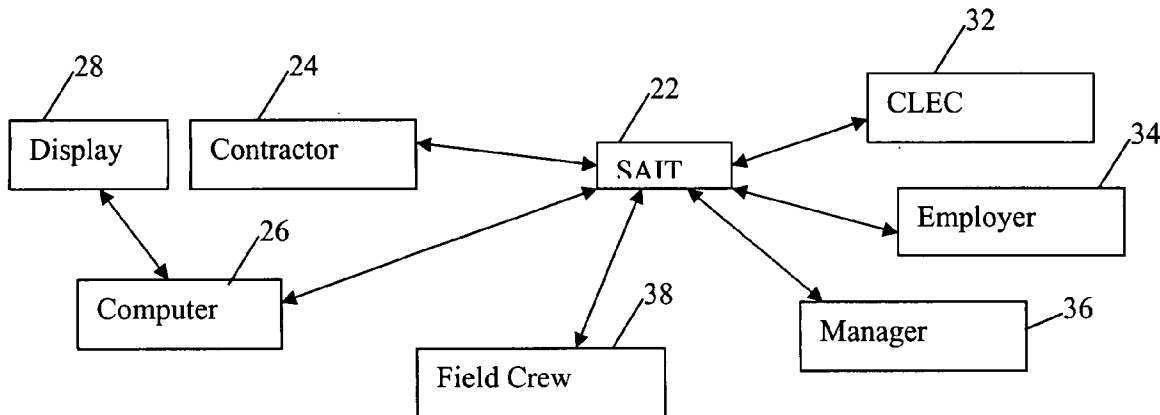 32
28
24
22
CLEC
34
Display
Contractor
SAIT
Employer
26
Computer
38
Manager
36
Field Crew